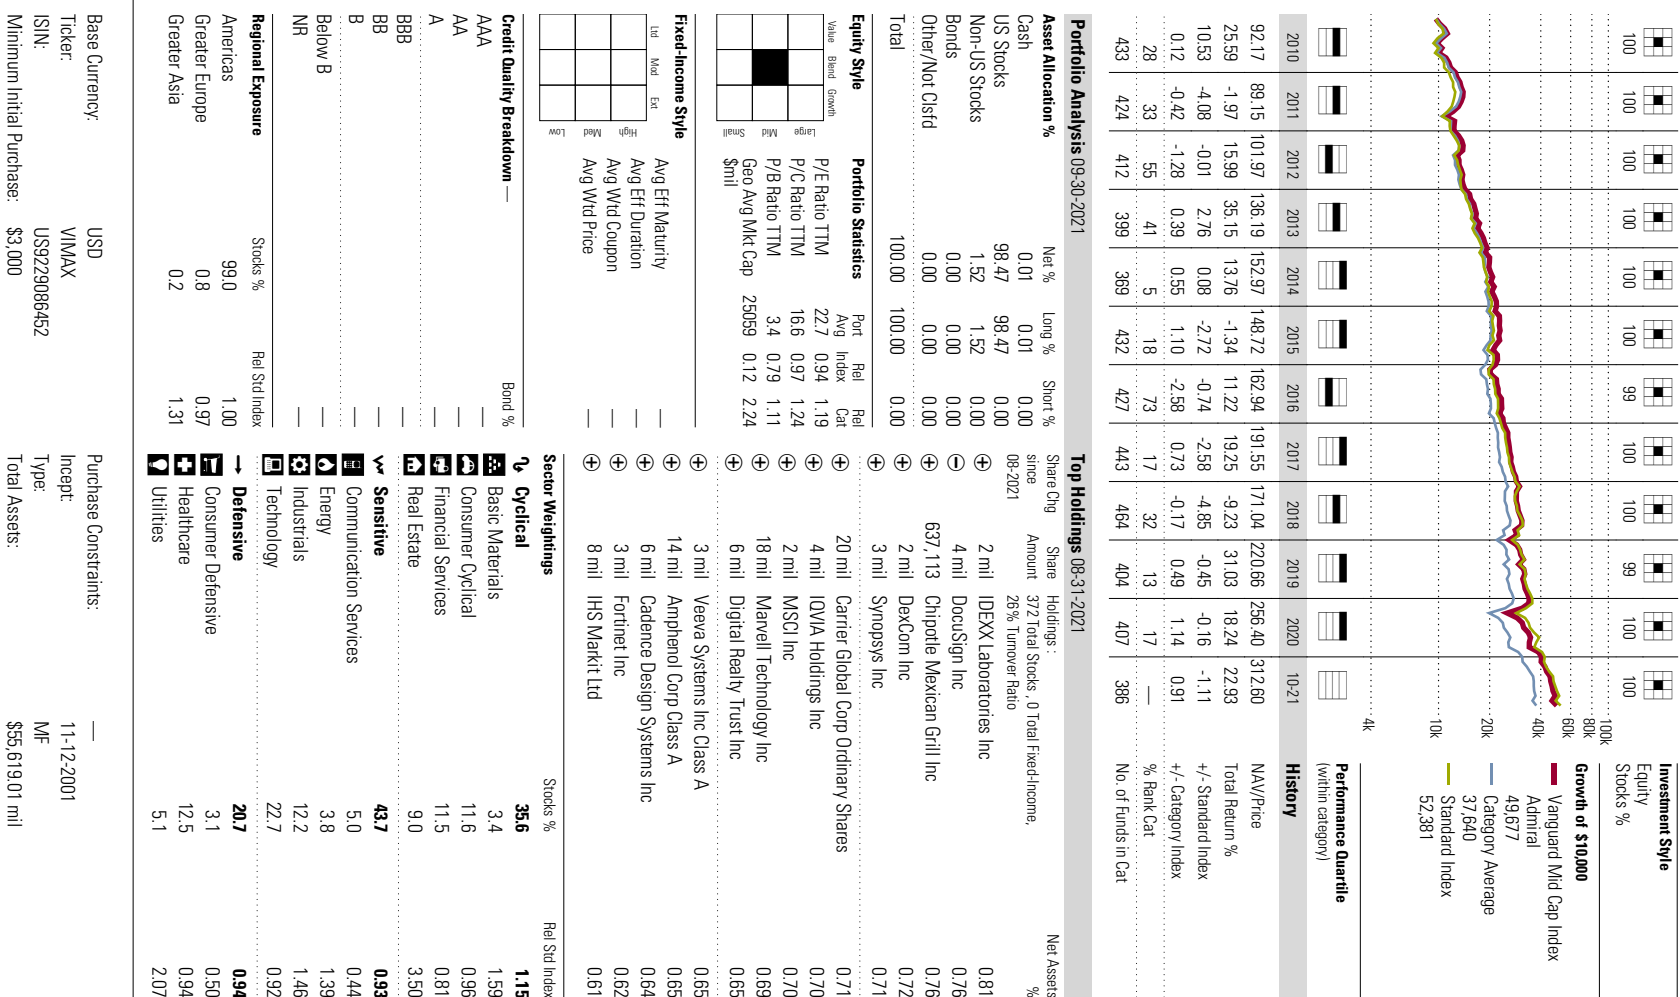 Investment Style
Equity
Stocks %
100 100 100 100 100 100 99 100 100 99 100 100
Growth of $10,000
Vanguard Mid Cap Index
Admiral
49,677
Category Average
37,640
Standard Index
52,381
100k
80k
60k
40k
20k
10k
4k
Performance Quartile
(within category)
2010 2011 2012 2013 2014 2015 2016 2017 2018 2019 2020 10-21 History
92.17 89.15 101.97 136.19 152.97 148.72 162.94 191.55 171.04 220.66 256.40 312.60 NAV/Price
25.59 -1.97 15.99 35.15 13.76 -1.34 11.22 19.25 -9.23 31.03 18.24 22.93 Total Return %
10.53 -4.08 -0.01 2.76 0.08 -2.72 -0.74 -2.58 -4.85 -0.45 -0.16 -1.11 +/- Standard Index
0.12 -0.42 -1.28 0.39 0.55 1.10 -2.58 0.73 -0.17 0.49 1.14 0.91 +/- Category Index
28 33 55 41 5 18 73 17 32 13 17 — % Rank Cat
433 424 412 399 369 432 427 443 464 404 407 386 No. of Funds in Cat
Portfolio Analysis 09-30-2021
Asset Allocation % Net % Long % Short %
Cash 0.01 0.01 0.00
US Stocks 98.47 98.47 0.00
Non-US Stocks 1.52 1.52 0.00
Bonds 0.00 0.00 0.00
Other/Not Clsfd 0.00 0.00 0.00
Total 100.00 100.00 0.00
Equity Style
Value Blend Growth
Large
Mid
Small
Portfolio Statistics Port Avg Rel Index Rel Cat
P/E Ratio TTM 22.7 0.94 1.19
P/C Ratio TTM 16.6 0.97 1.24
P/B Ratio TTM 3.4 0.79 1.11
Geo Avg Mkt Cap 25059 0.12 2.24
$mil
Fixed-Income Style
Ltd Mod Ext
High
Med
Low
Avg Eff Maturity —
Avg Eff Duration —
Avg Wtd Coupon —
Avg Wtd Price —
Credit Quality Breakdown — Bond %
AAA —
AA —
A —
BBB —
BB —
B —
Below B —
NR —
Regional Exposure Stocks % Rel Std Index
Americas 99.0 1.00
Greater Europe 0.8 0.97
Greater Asia 0.2 1.31
Top Holdings 08-31-2021
Share Chg since 08-2021 Share Amount Holdings : Net Assets %
372 Total Stocks , 0 Total Fixed-Income,
26% Turnover Ratio
⊕ 2 mil IDEXX Laboratories Inc 0.81
⊖ 4 mil DocuSign Inc 0.76
⊕ 637,113 Chipotle Mexican Grill Inc 0.76
⊕ 2 mil DexCom Inc 0.72
⊕ 3 mil Synopsys Inc 0.71
⊕ 20 mil Carrier Global Corp Ordinary Shares 0.71
⊕ 4 mil IQVIA Holdings Inc 0.70
⊕ 2 mil MSCI Inc 0.70
⊕ 18 mil Marvell Technology Inc 0.69
⊕ 6 mil Digital Realty Trust Inc 0.65
⊕ 3 mil Veeva Systems Inc Class A 0.65
⊕ 14 mil Amphenol Corp Class A 0.65
⊕ 6 mil Cadence Design Systems Inc 0.64
⊕ 3 mil Fortinet Inc 0.62
⊕ 8 mil IHS Markit Ltd 0.61
Sector Weightings Stocks % Rel Std Index
Cyclical 35.6 1.15
Basic Materials 3.4 1.59
Consumer Cyclical 11.6 0.96
Financial Services 11.5 0.81
Real Estate 9.0 3.50
Sensitive 43.7 0.93
Communication Services 5.0 0.44
Energy 3.8 1.39
Industrials 12.2 1.46
Technology 22.7 0.92
Defensive 20.7 0.94
Consumer Defensive 3.1 0.50
Healthcare 12.5 0.94
Utilities 5.1 2.07
Base Currency: USD
Ticker: VIMAX
ISIN: US9229086452
Minimum Initial Purchase: $3,000
Purchase Constraints: —
Incept: 11-12-2001
Type: MF
Total Assets: $55,619.01 mil